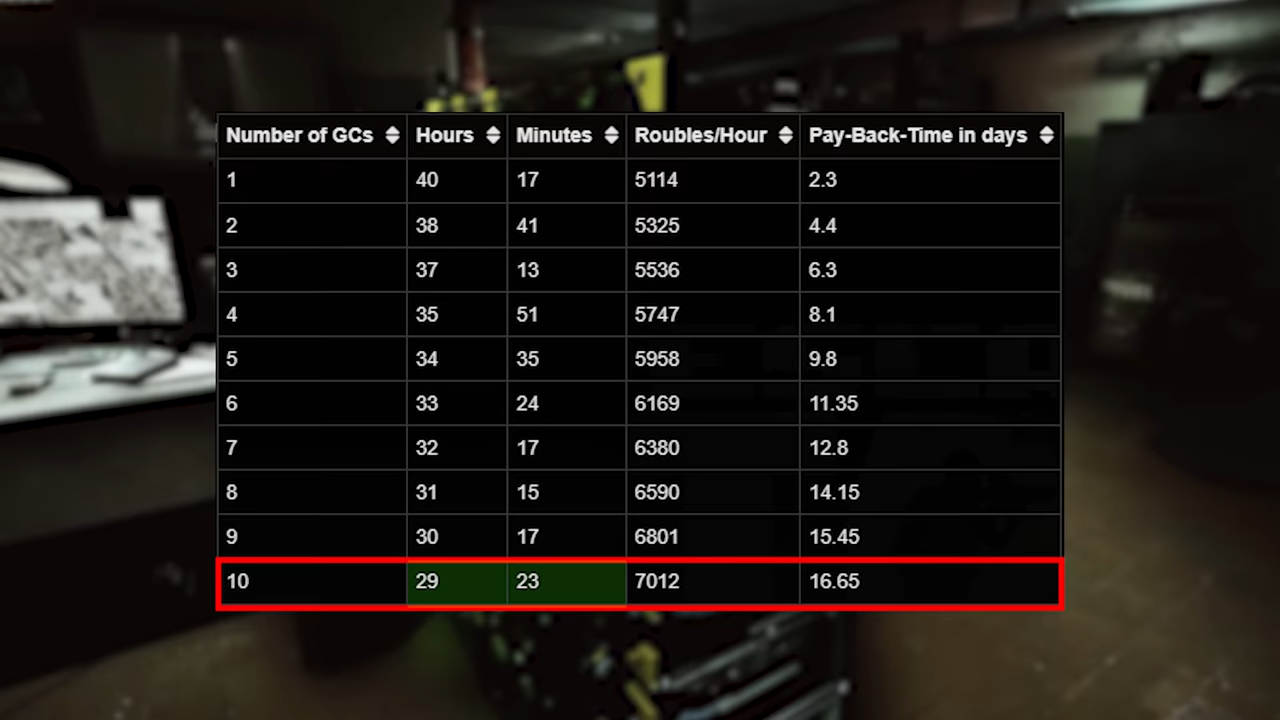 Number of GCs Hours Minutes Roubles/Hour Pay-Back-Time in days
1 40 17 5114 2.3
2 38 41 5325 4.4
3 37 13 5536 6.3
4 35 51 5747 8.1
5 34 35 5958 9.8
6 33 24 6169 11.35
7 32 17 6380 12.8
8 31 15 6590 14.15
9 30 17 6801 15.45
10 29 23 7012 16.65